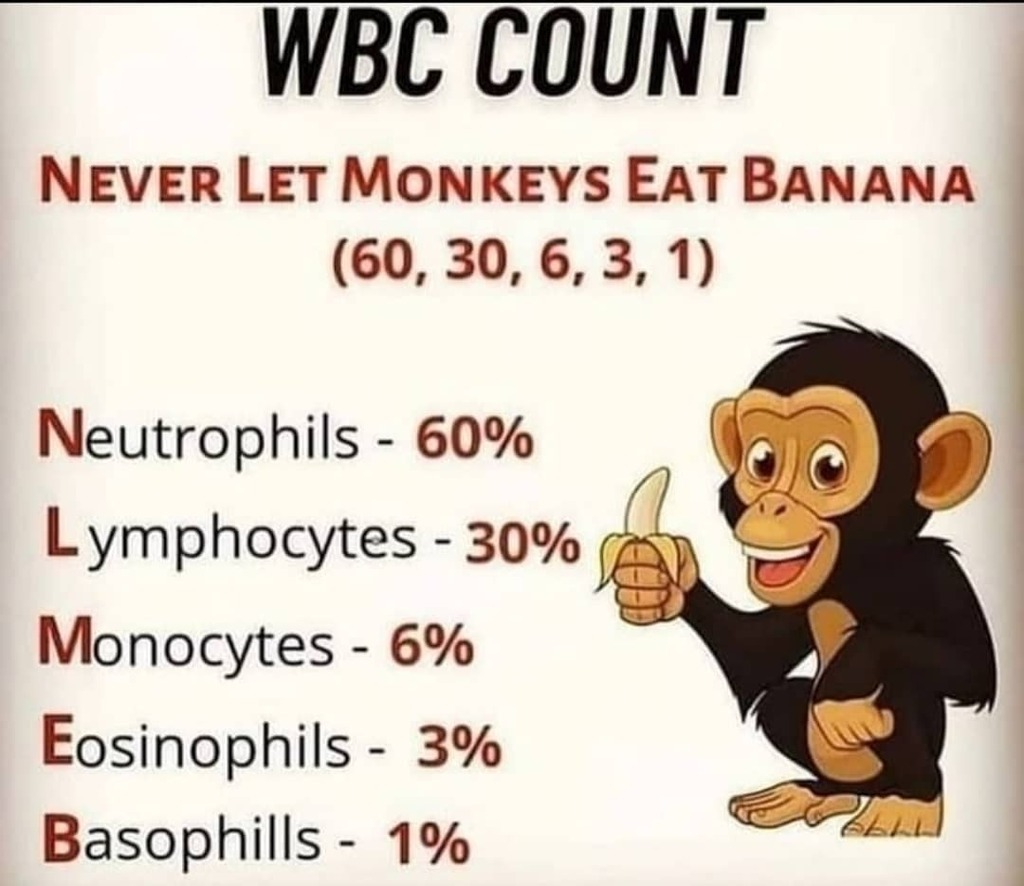 WBC COUNT
NEVER LET MONKEYS EAT BANANA
(60, 30, 6, 3, 1)
Neutrophils - 60%
Lymphocytes - 30%
Monocytes - 6%
Eosinophils - 3%
Basophills - 1%